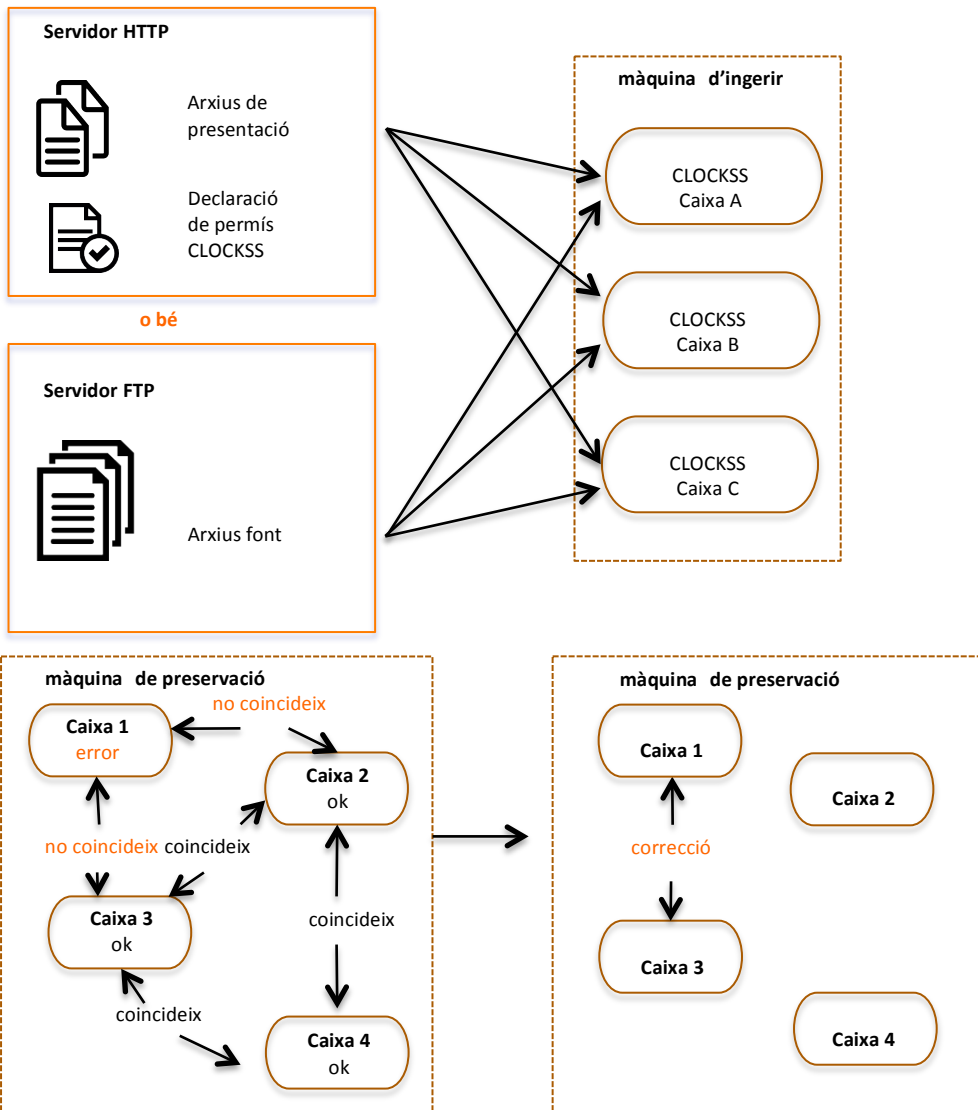 Servidor HTTP
Arxius de
presentació
Declaració
de permís
CLOCKSS
o bé
Servidor FTP
Arxius font
màquina d’ingerir
CLOCKSS
Caixa A
CLOCKSS
Caixa B
CLOCKSS
Caixa C
màquina de preservació
no coincideix
Caixa 1
error
Caixa 2
ok
no coincideix coincideix
Caixa 3
ok
coincideix
coincideix
Caixa 4
ok
màquina de preservació
Caixa 1
Caixa 2
correcció
Caixa 3
Caixa 4